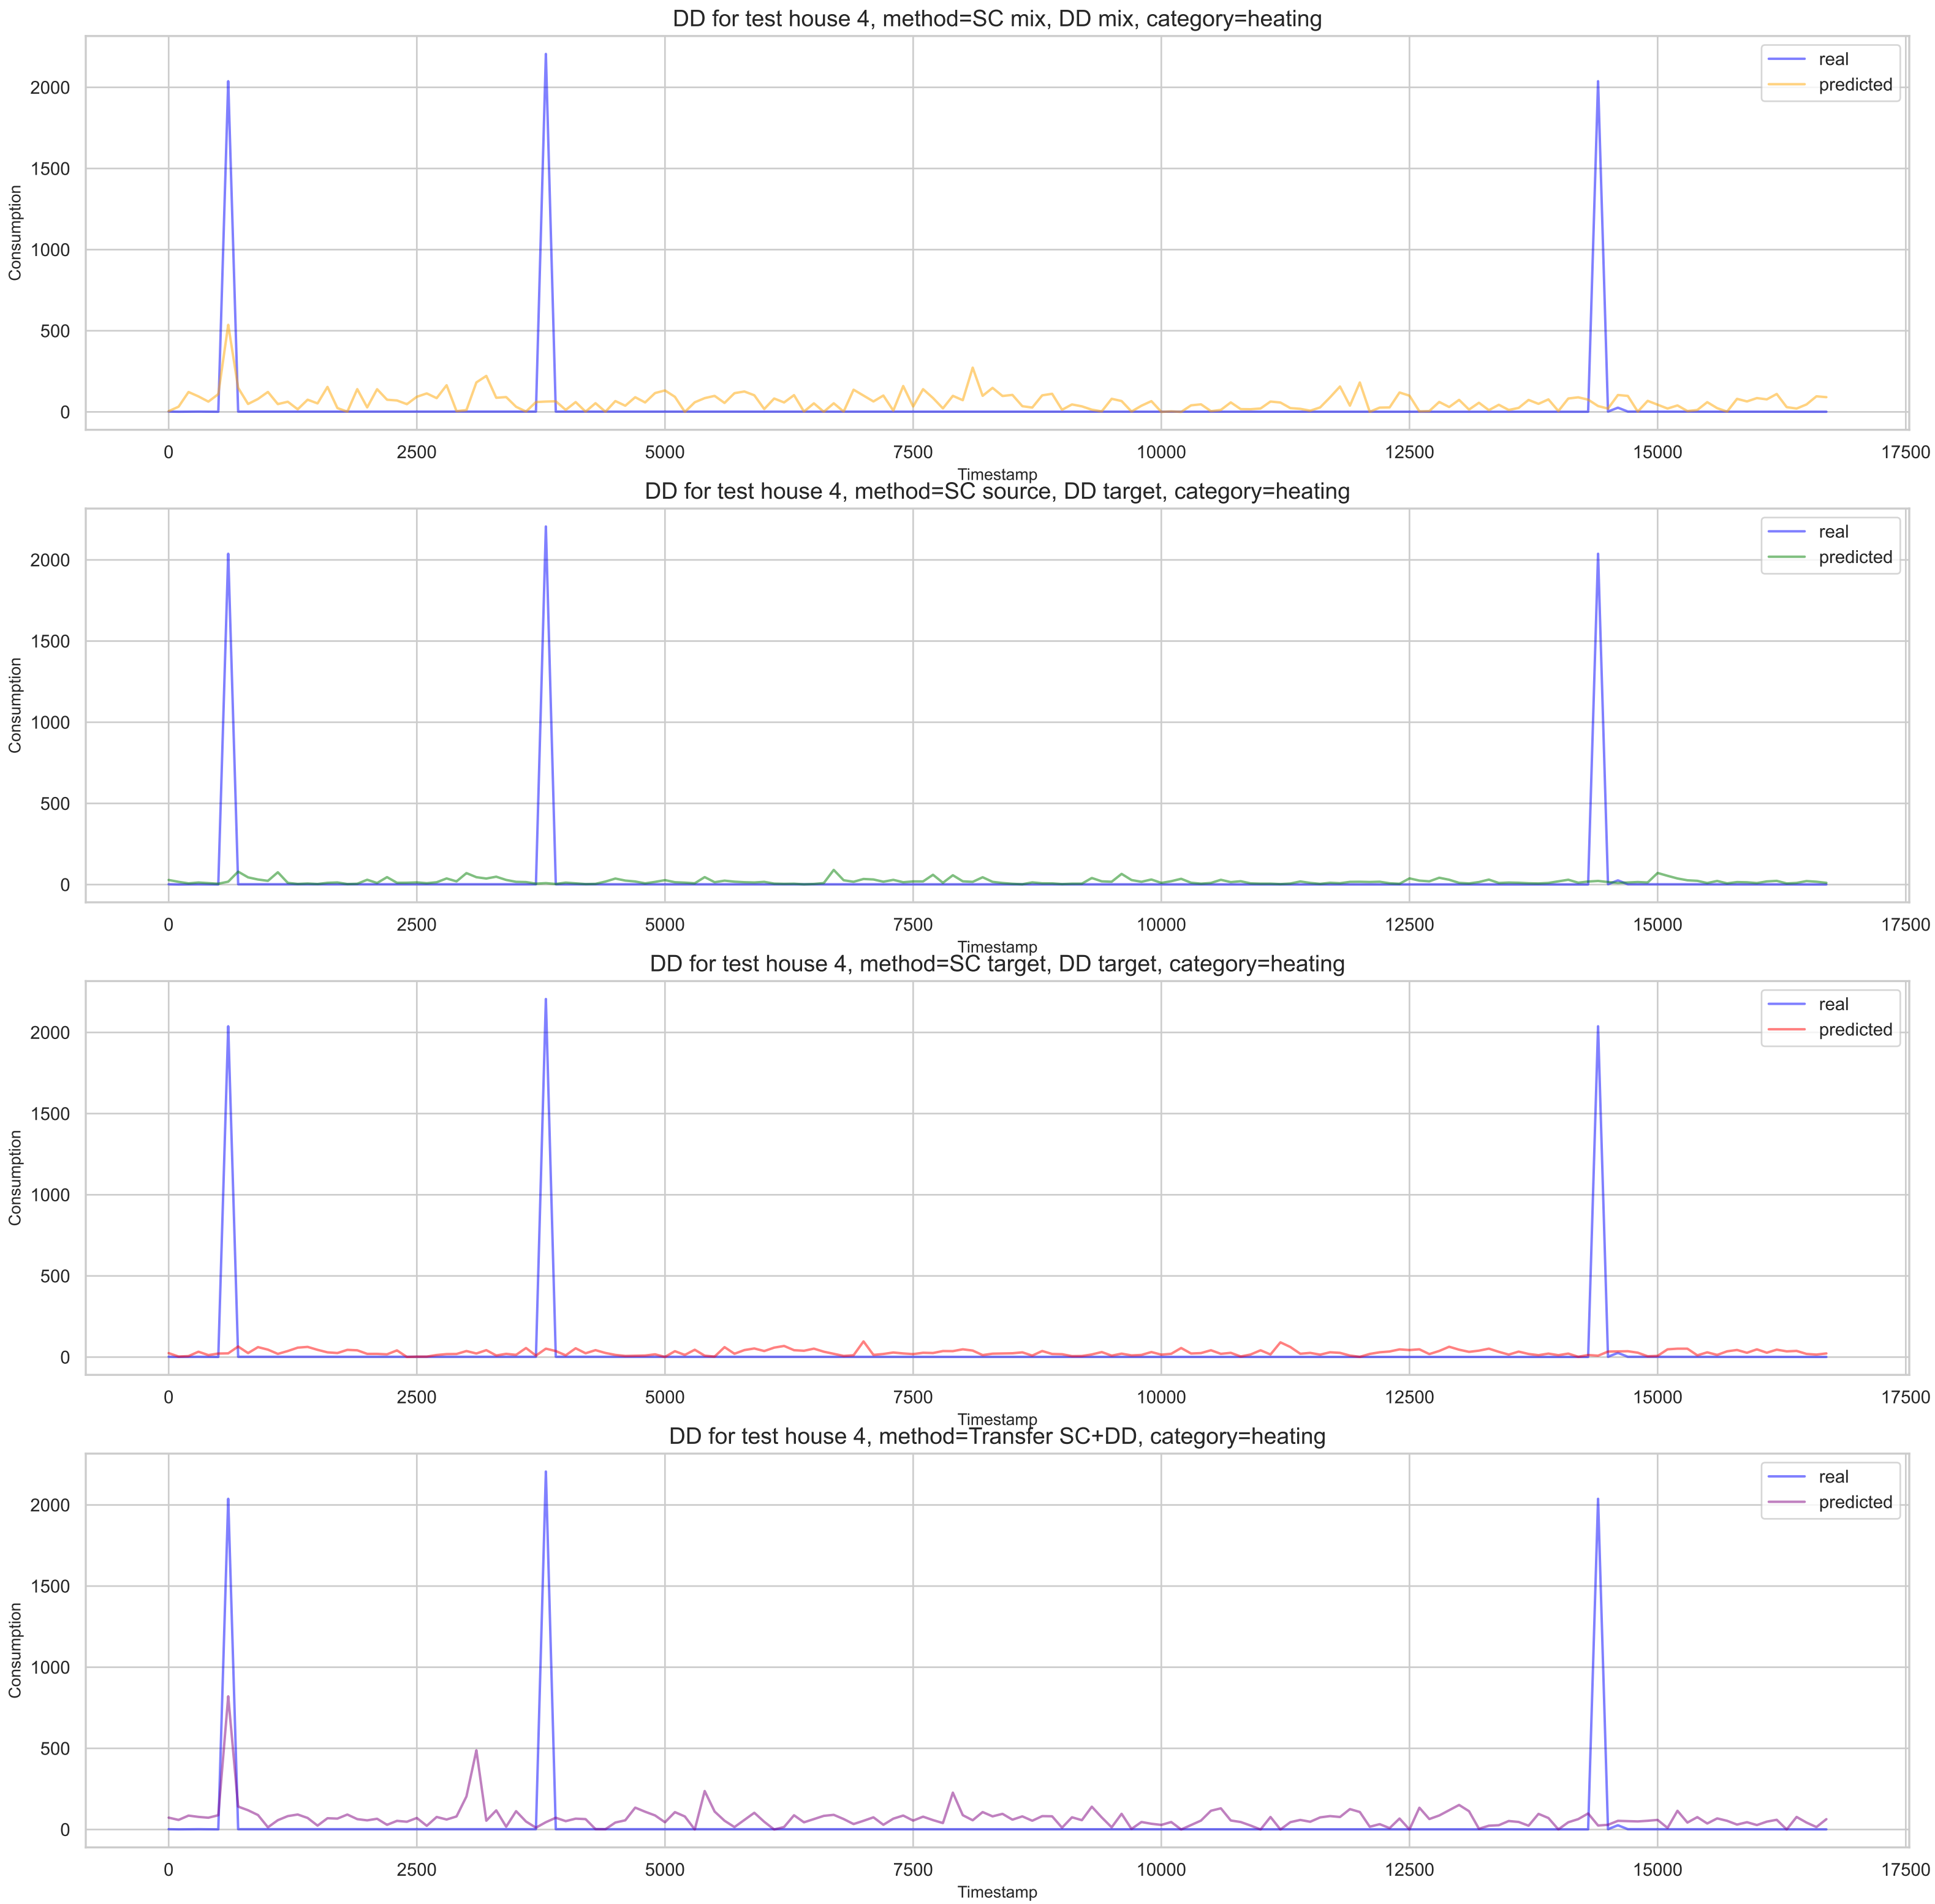 DD for test house 4, method=SC mix, DD mix, category=heating
real
predicted
Consumption
2000
1500
1000
500
0
0 2500 5000 7500 10000 12500 15000 17500
Timestamp
DD for test house 4, method=SC source, DD target, category=heating
real
predicted
Consumption
2000
1500
1000
500
0
0 2500 5000 7500 10000 12500 15000 17500
Timestamp
DD for test house 4, method=SC target, DD target, category=heating
real
predicted
Consumption
2000
1500
1000
500
0
0 2500 5000 7500 10000 12500 15000 17500
Timestamp
DD for test house 4, method=Transfer SC+DD, category=heating
real
predicted
Consumption
2000
1500
1000
500
0
0 2500 5000 7500 10000 12500 15000 17500
Timestamp